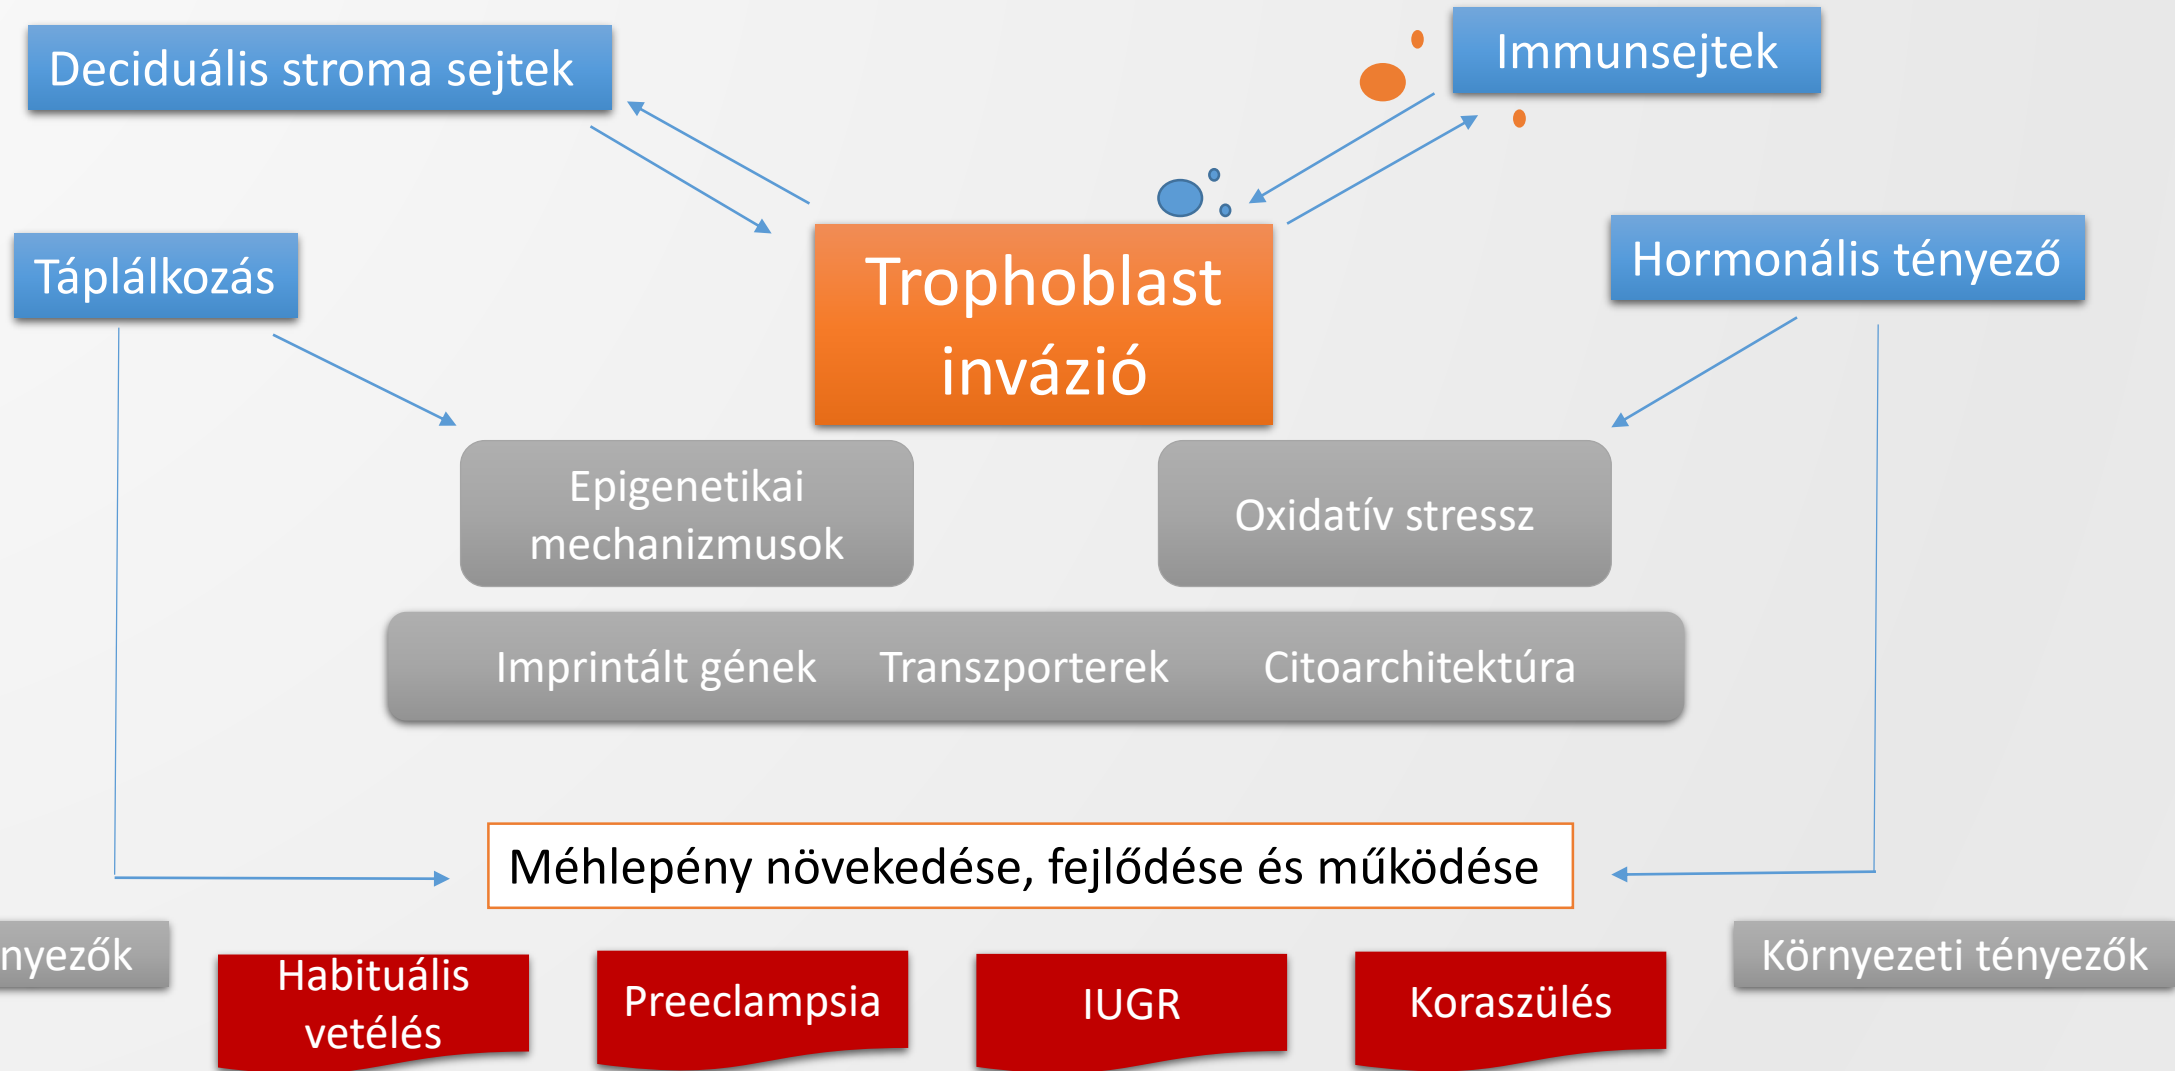 Deciduális stroma sejtek
Immunsejtek
Táplálkozás
Trophoblast
invázió
Hormonális tényező
Epigenetikai
mechanizmusok
Oxidatív stressz
Imprintált gének Transzporterek Citoarchitektúra
Méhlepény növekedése, fejlődése és működése
Környezeti tényezők
Habituális
vetélés
Preeclampsia
IUGR
Koraszülés